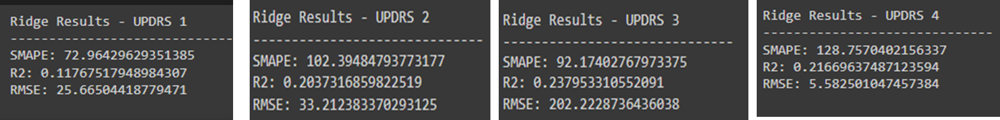 Ridge Results - UPDRS 1
------------------------------
SMAPE: 72.96429629351385
R2: 0.11767517948984307
RMSE: 25.66504418779471
Ridge Results - UPDRS 2
------------------------------
SMAPE: 102.39484793773177
R2: 0.2037316859822519
RMSE: 33.212383370293125
Ridge Results - UPDRS 3
------------------------------
SMAPE: 92.17402767973375
R2: 0.237953310552091
RMSE: 202.2228736436038
Ridge Results - UPDRS 4
------------------------------
SMAPE: 128.7570402156337
R2: 0.21669637487123594
RMSE: 5.582501047457384